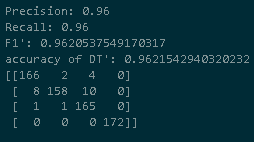 Precision: 0.96
Recall: 0.96
F1': 0.9620537549170317
accuracy of DT': 0.9621542940320232
[[166   2   4   0]
 [  8 158  10   0]
 [  1   1 165   0]
 [  0   0   0 172]]